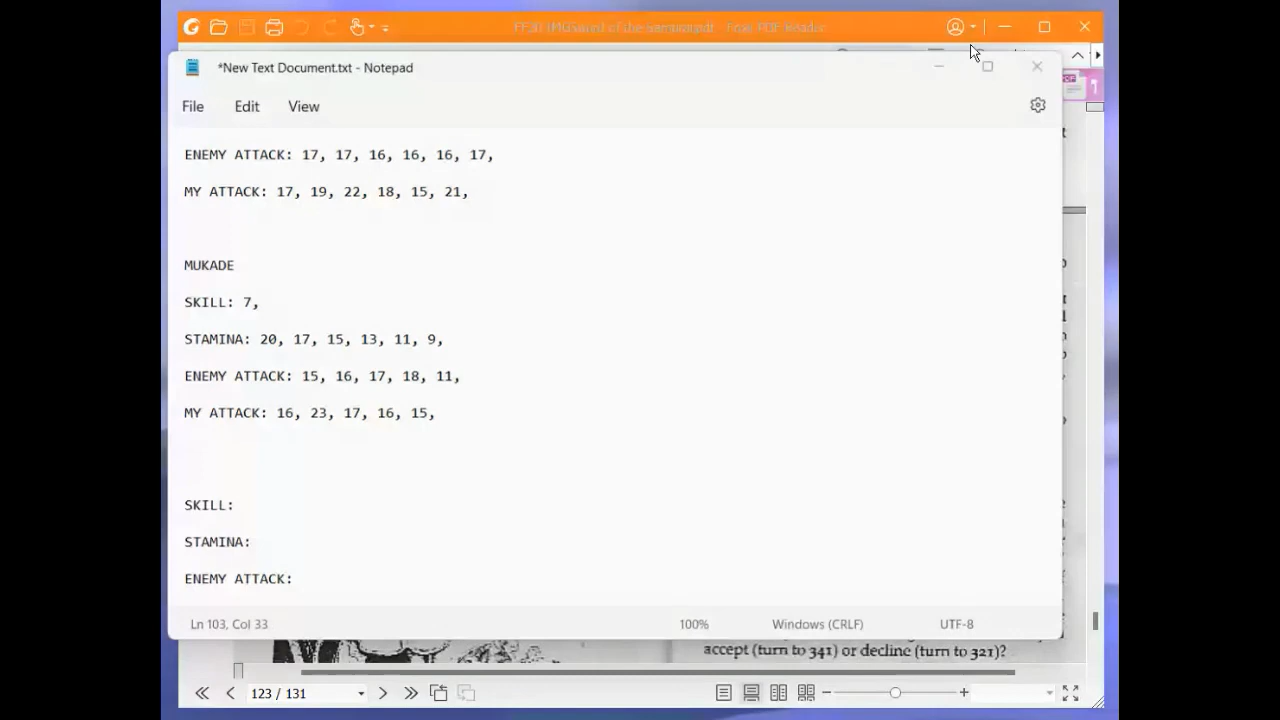 *New Text Document.txt - Notepad
File Edit View
ENEMY ATTACK: 17, 17, 16, 16, 16, 17,
MY ATTACK: 17, 19, 22, 18, 15, 21,
MUKADE
SKILL: 7,
STAMINA: 20, 17, 15, 13, 11, 9,
ENEMY ATTACK: 15, 16, 17, 18, 11,
MY ATTACK: 16, 23, 17, 16, 15,
SKILL:
STAMINA:
ENEMY ATTACK:
Ln 103, Col 33 100% Windows (CRLF) UTF-8
accept (turn to 341) or decline (turn to 321)?
123 / 131